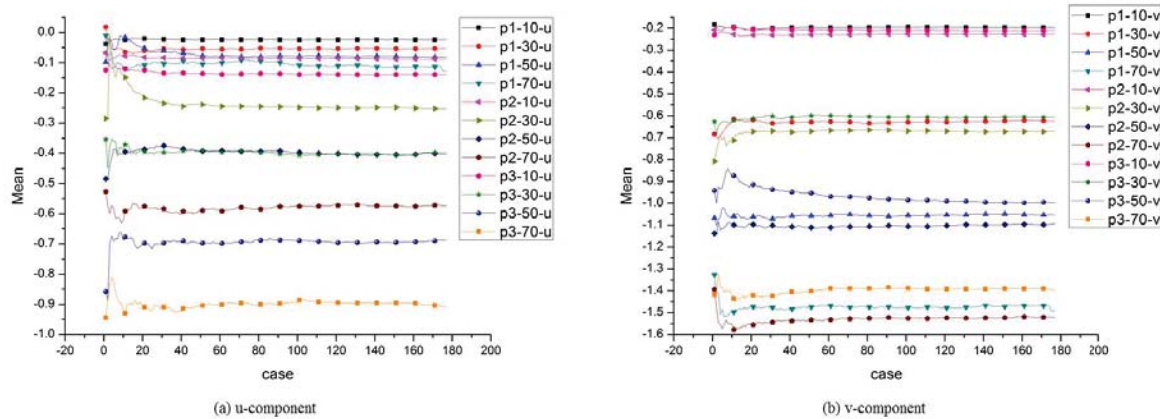 0.0
-0.1
-0.2
-0.3
-0.4
-0.5
-0.6
-0.7
-0.8
-0.9
-1.0
Mean
-20 0 20 40 60 80 100 120 140 160 180 200
case
p1-10-u
p1-30-u
p1-50-u
p1-70-u
p2-10-u
p2-30-u
p2-50-u
p2-70-u
p3-10-u
p3-30-u
p3-50-u
p3-70-u
(a) u-component
-0.2
-0.3
-0.4
-0.5
-0.6
-0.7
-0.8
-0.9
-1.0
-1.1
-1.2
-1.3
-1.4
-1.5
-1.6
Mean
-20 0 20 40 60 80 100 120 140 160 180 200
case
p1-10-v
p1-30-v
p1-50-v
p1-70-v
p2-10-v
p2-30-v
p2-50-v
p2-70-v
p3-10-v
p3-30-v
p3-50-v
p3-70-v
(b) v-component